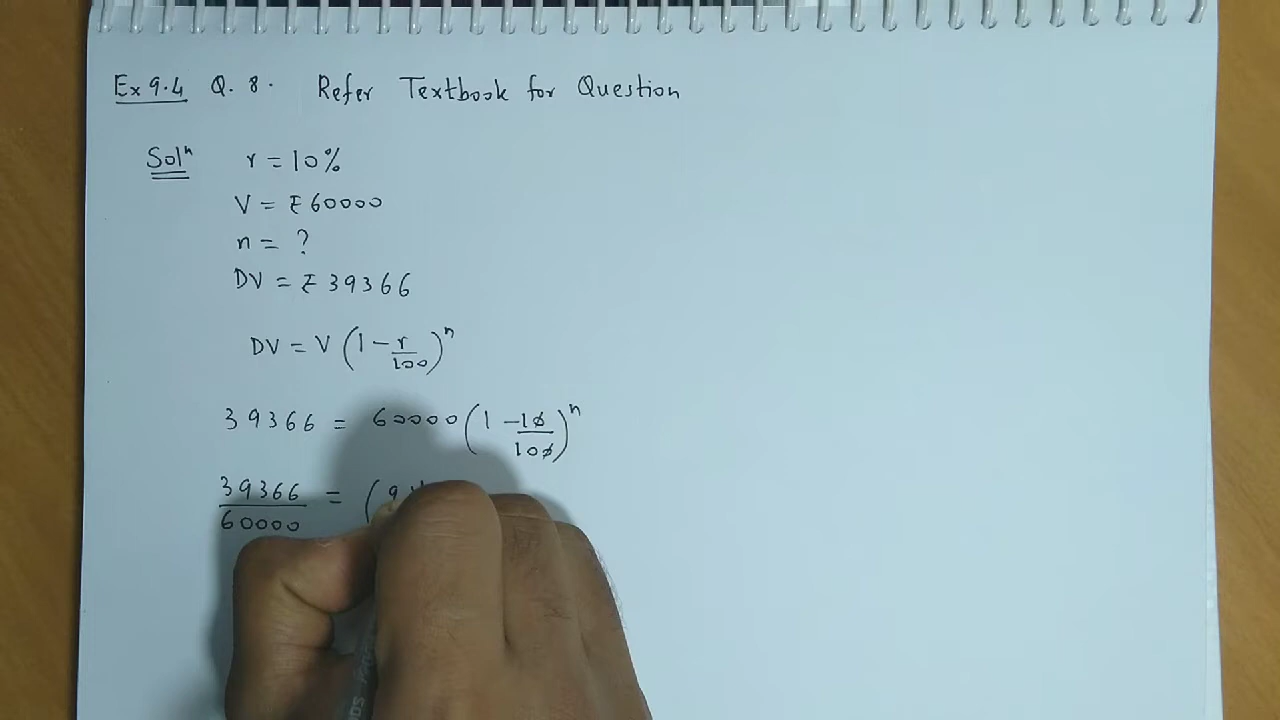 Ex 9.4 Q. 8. Refer Textbook for Question
Solⁿ r = 10%
V = ₹60000
n = ?
DV = ₹39366
DV = V (1 - r/100)ⁿ
39366 = 60000 (1 - 10/100)ⁿ
39366/60000 = (9